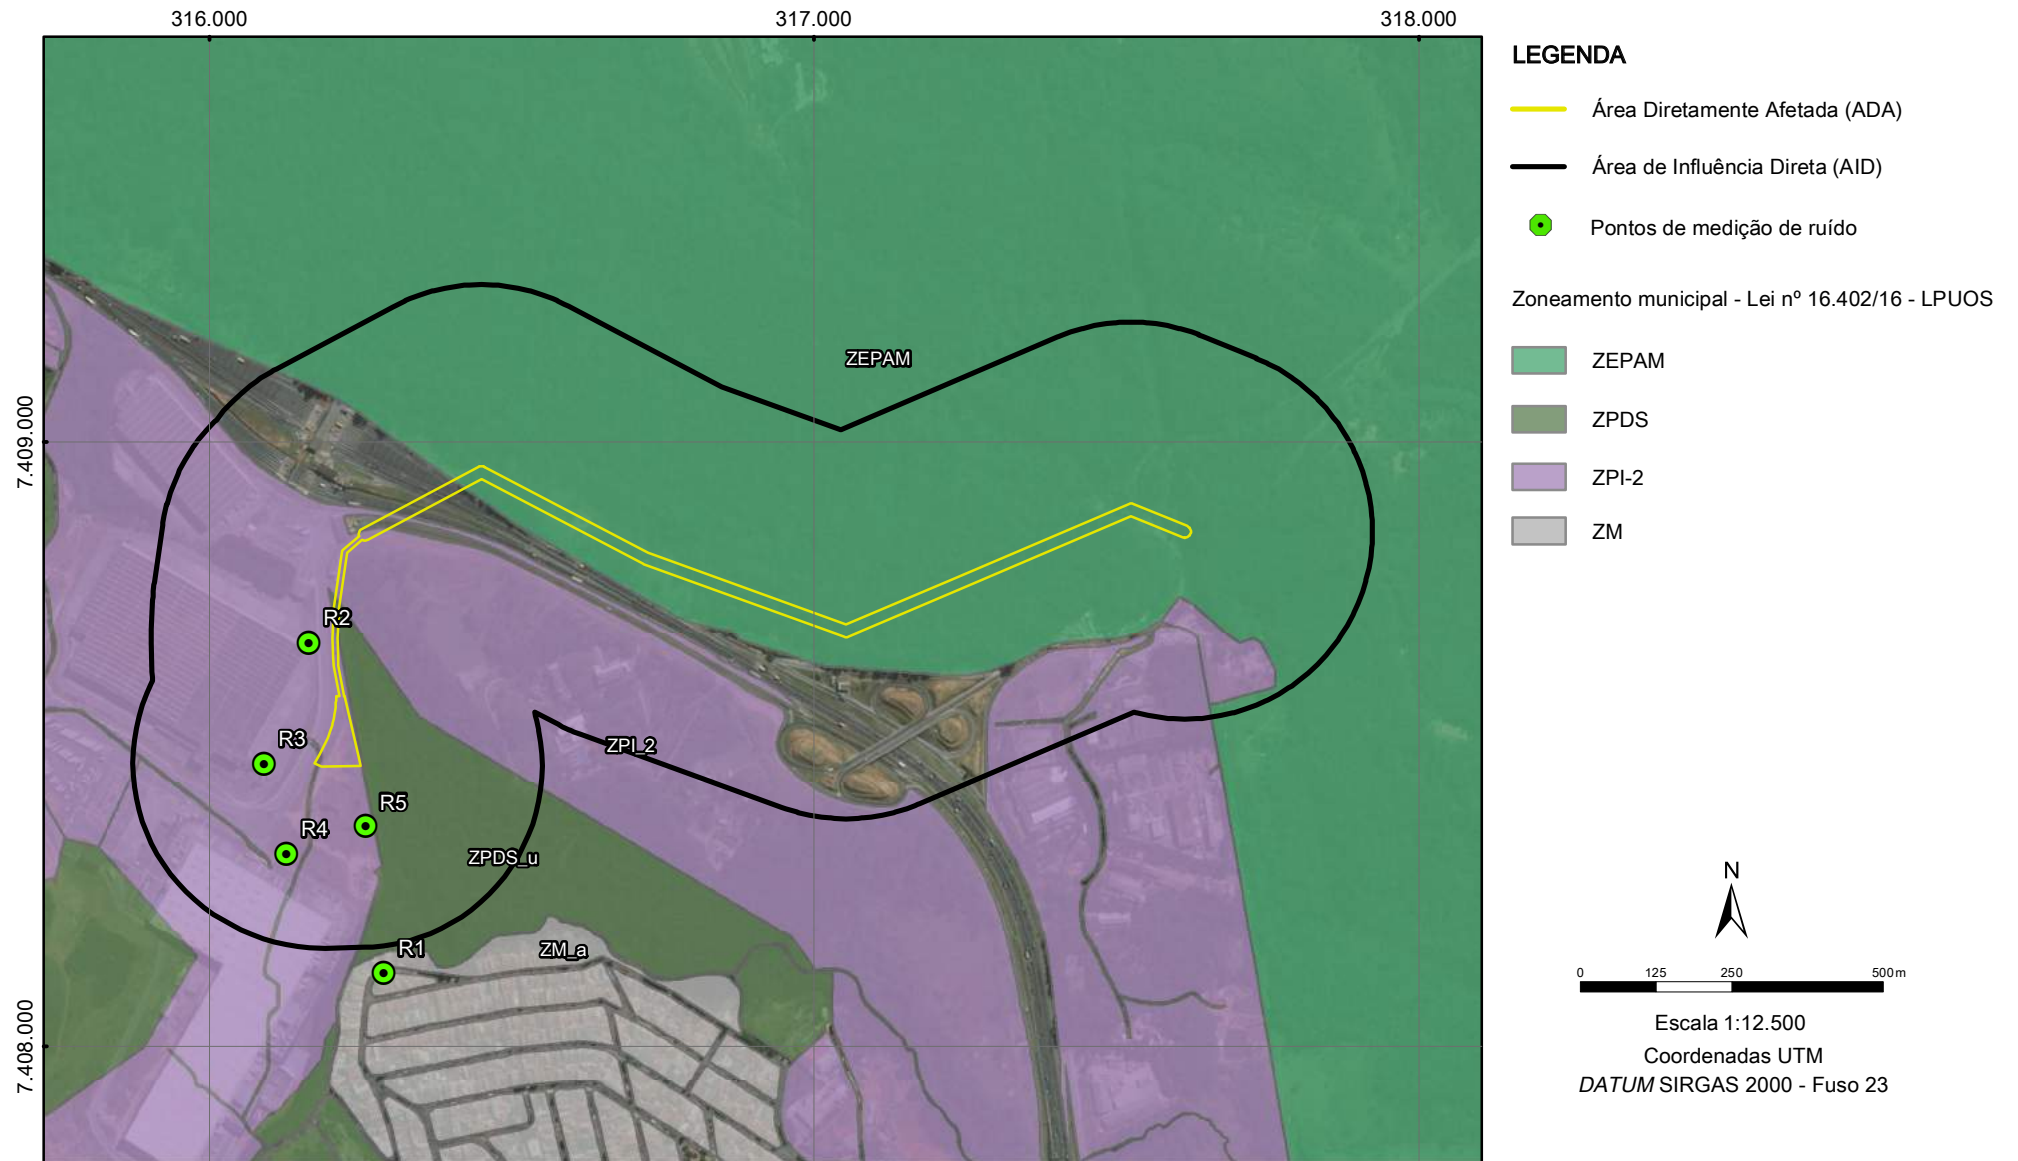 316.000
317.000
318.000
7.409.000
7.408.000
ZEPAM
R2
R3
ZPI_2
R5
R4
ZPDS_u
R1
ZM_a
LEGENDA
Área Diretamente Afetada (ADA)
Área de Influência Direta (AID)
Pontos de medição de ruído
Zoneamento municipal - Lei nº 16.402/16 - LPUOS
ZEPAM
ZPDS
ZPI-2
ZM
N
0 125 250 500m
Escala 1:12.500
Coordenadas UTM
DATUM SIRGAS 2000 - Fuso 23